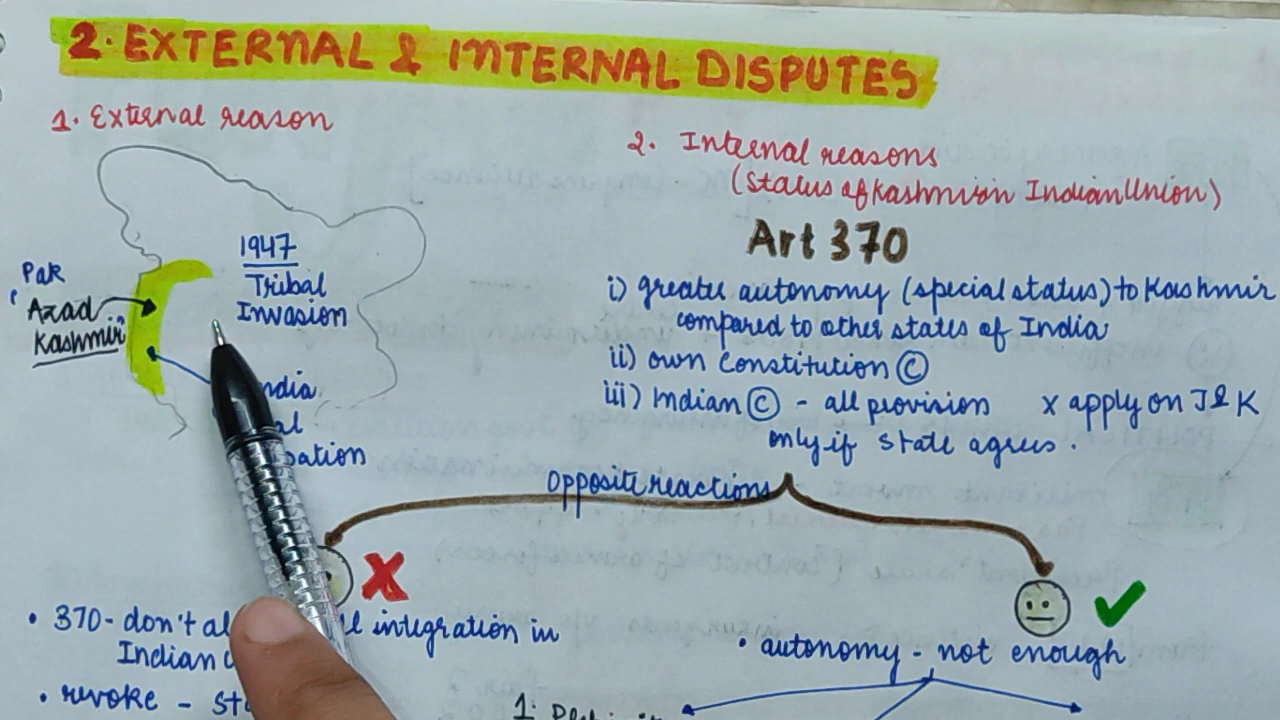 2. EXTERNAL & INTERNAL DISPUTES
1. External reason
Pak
"Azad
Kashmir"
1947
Tribal
Invasion
2. Internal reasons
(Status of Kashmir in Indian Union)
Art 370
i) greater autonomy (special status) to Kashmir
compared to other states of India
ii) own Constitution ©
iii) Indian © - all provision x apply on J&K
only if state agrees.
Opposite reactions
• 370 - don't integration in
Indian
• revoke -
• autonomy - not enough
1.